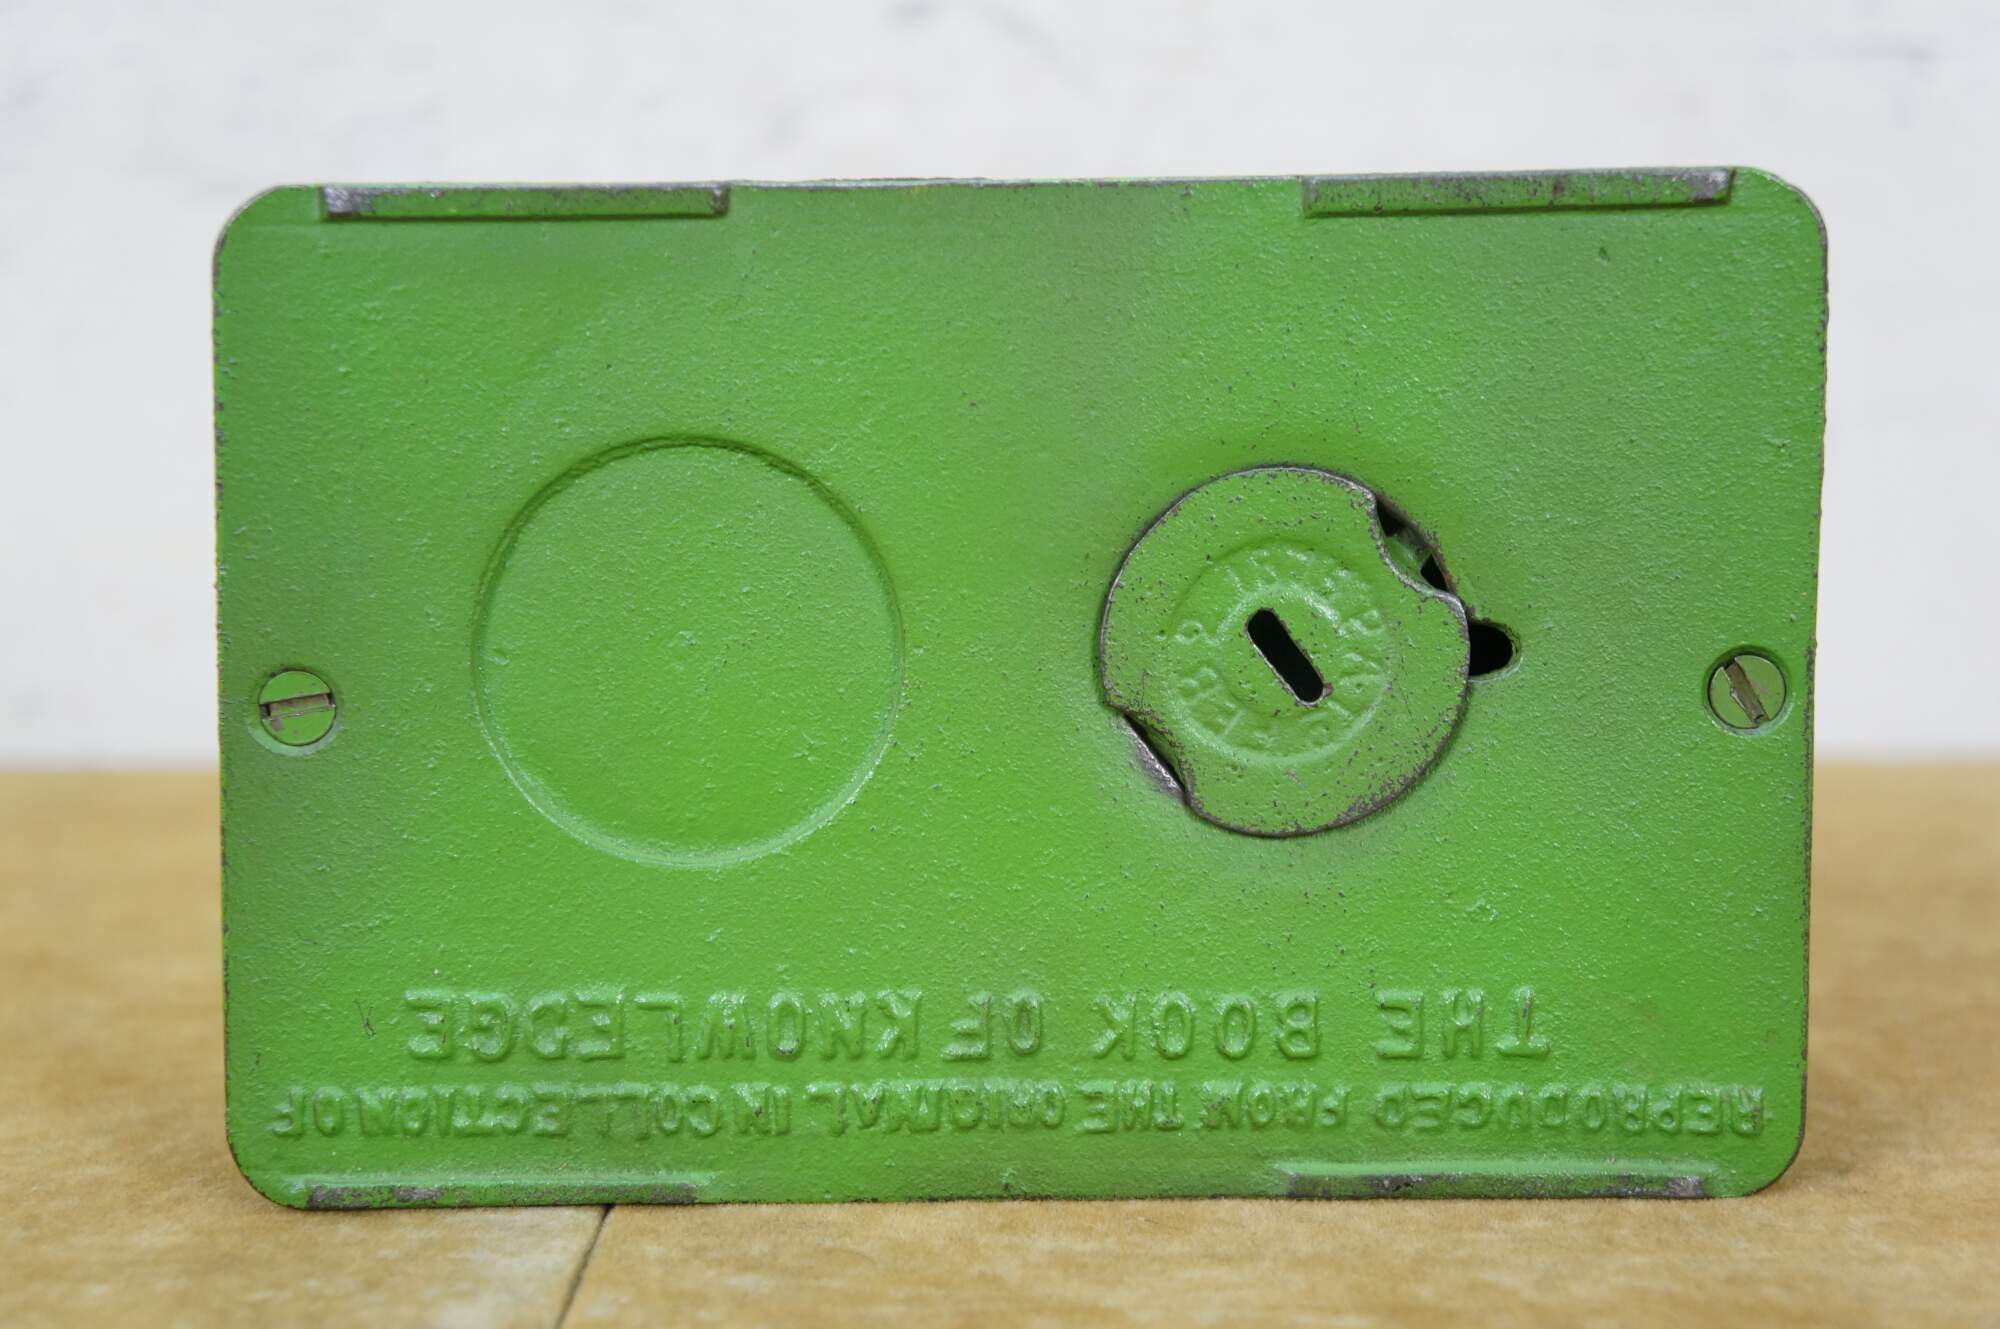 REPRODUCED FROM THE ORIGINAL IN COLLECTION OF
THE BOOK OF KNOWLEDGE